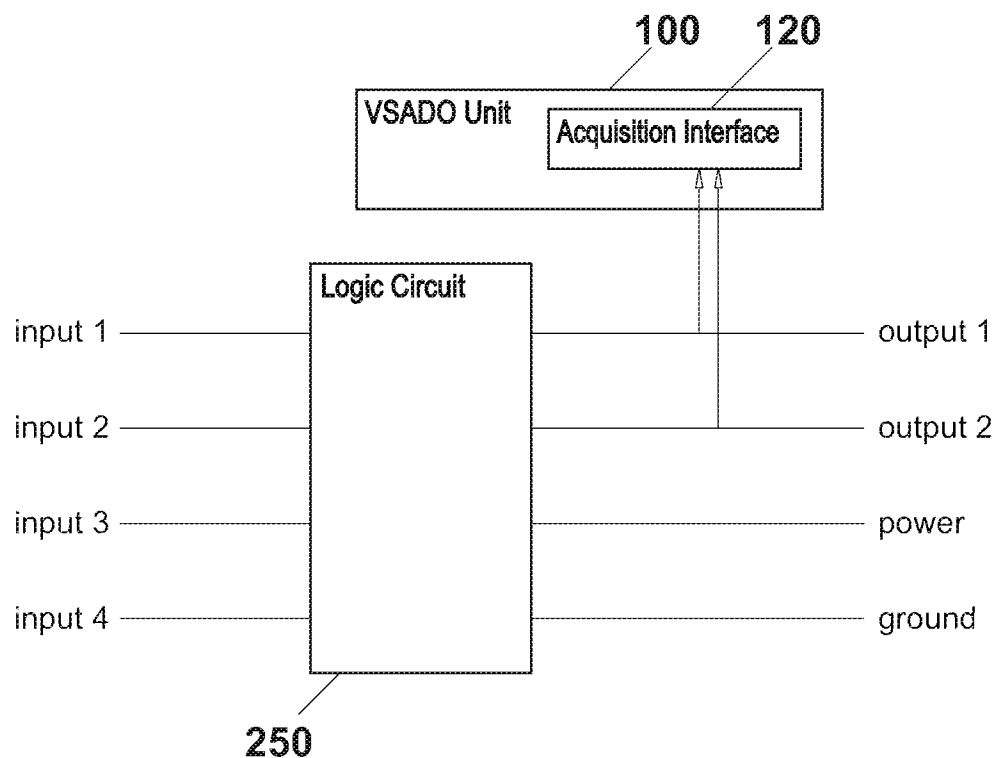 100 120
VSADO Unit
Acquisition Interface
Logic Circuit
input 1
output 1
input 2
output 2
input 3
power
input 4
ground
250